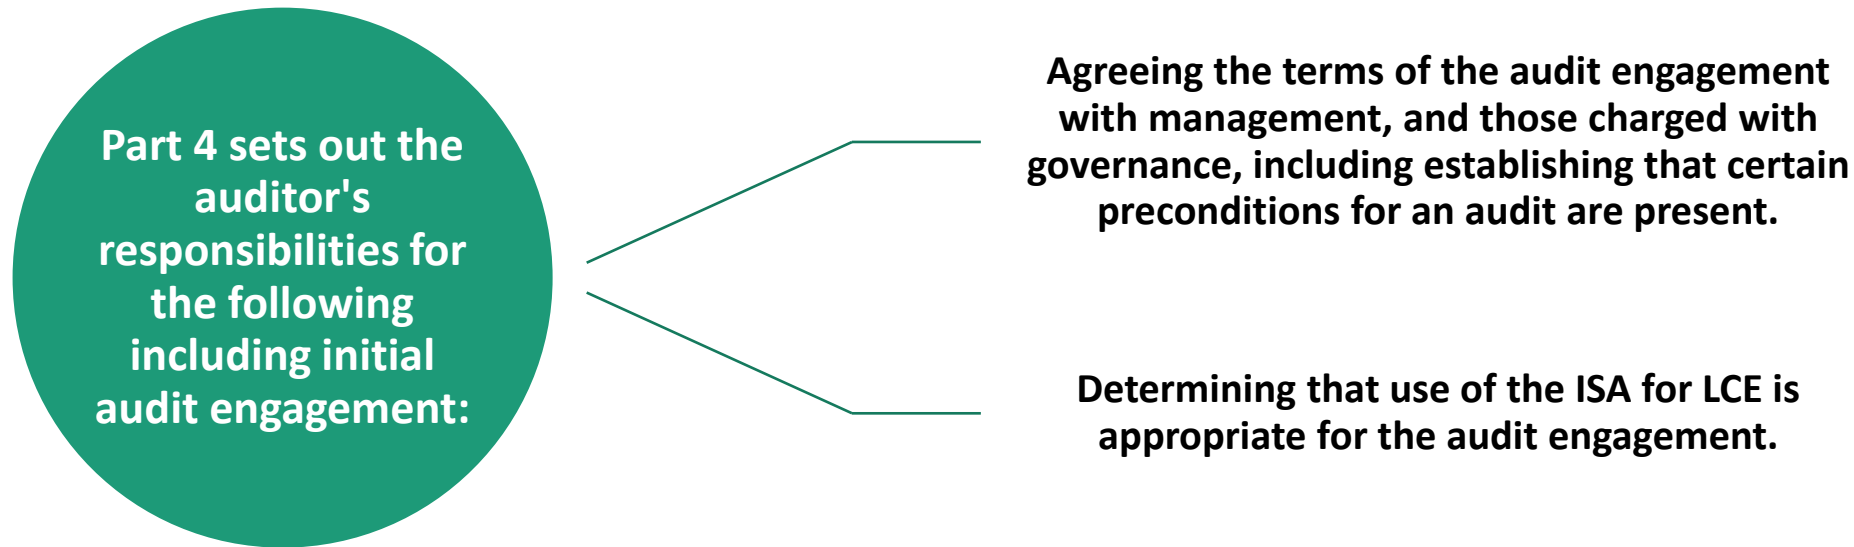 Part 4 sets out the
auditor's
responsibilities for
the following
including initial
audit engagement:
Agreeing the terms of the audit engagement
with management, and those charged with
governance, including establishing that certain
preconditions for an audit are present.
Determining that use of the ISA for LCE is
appropriate for the audit engagement.